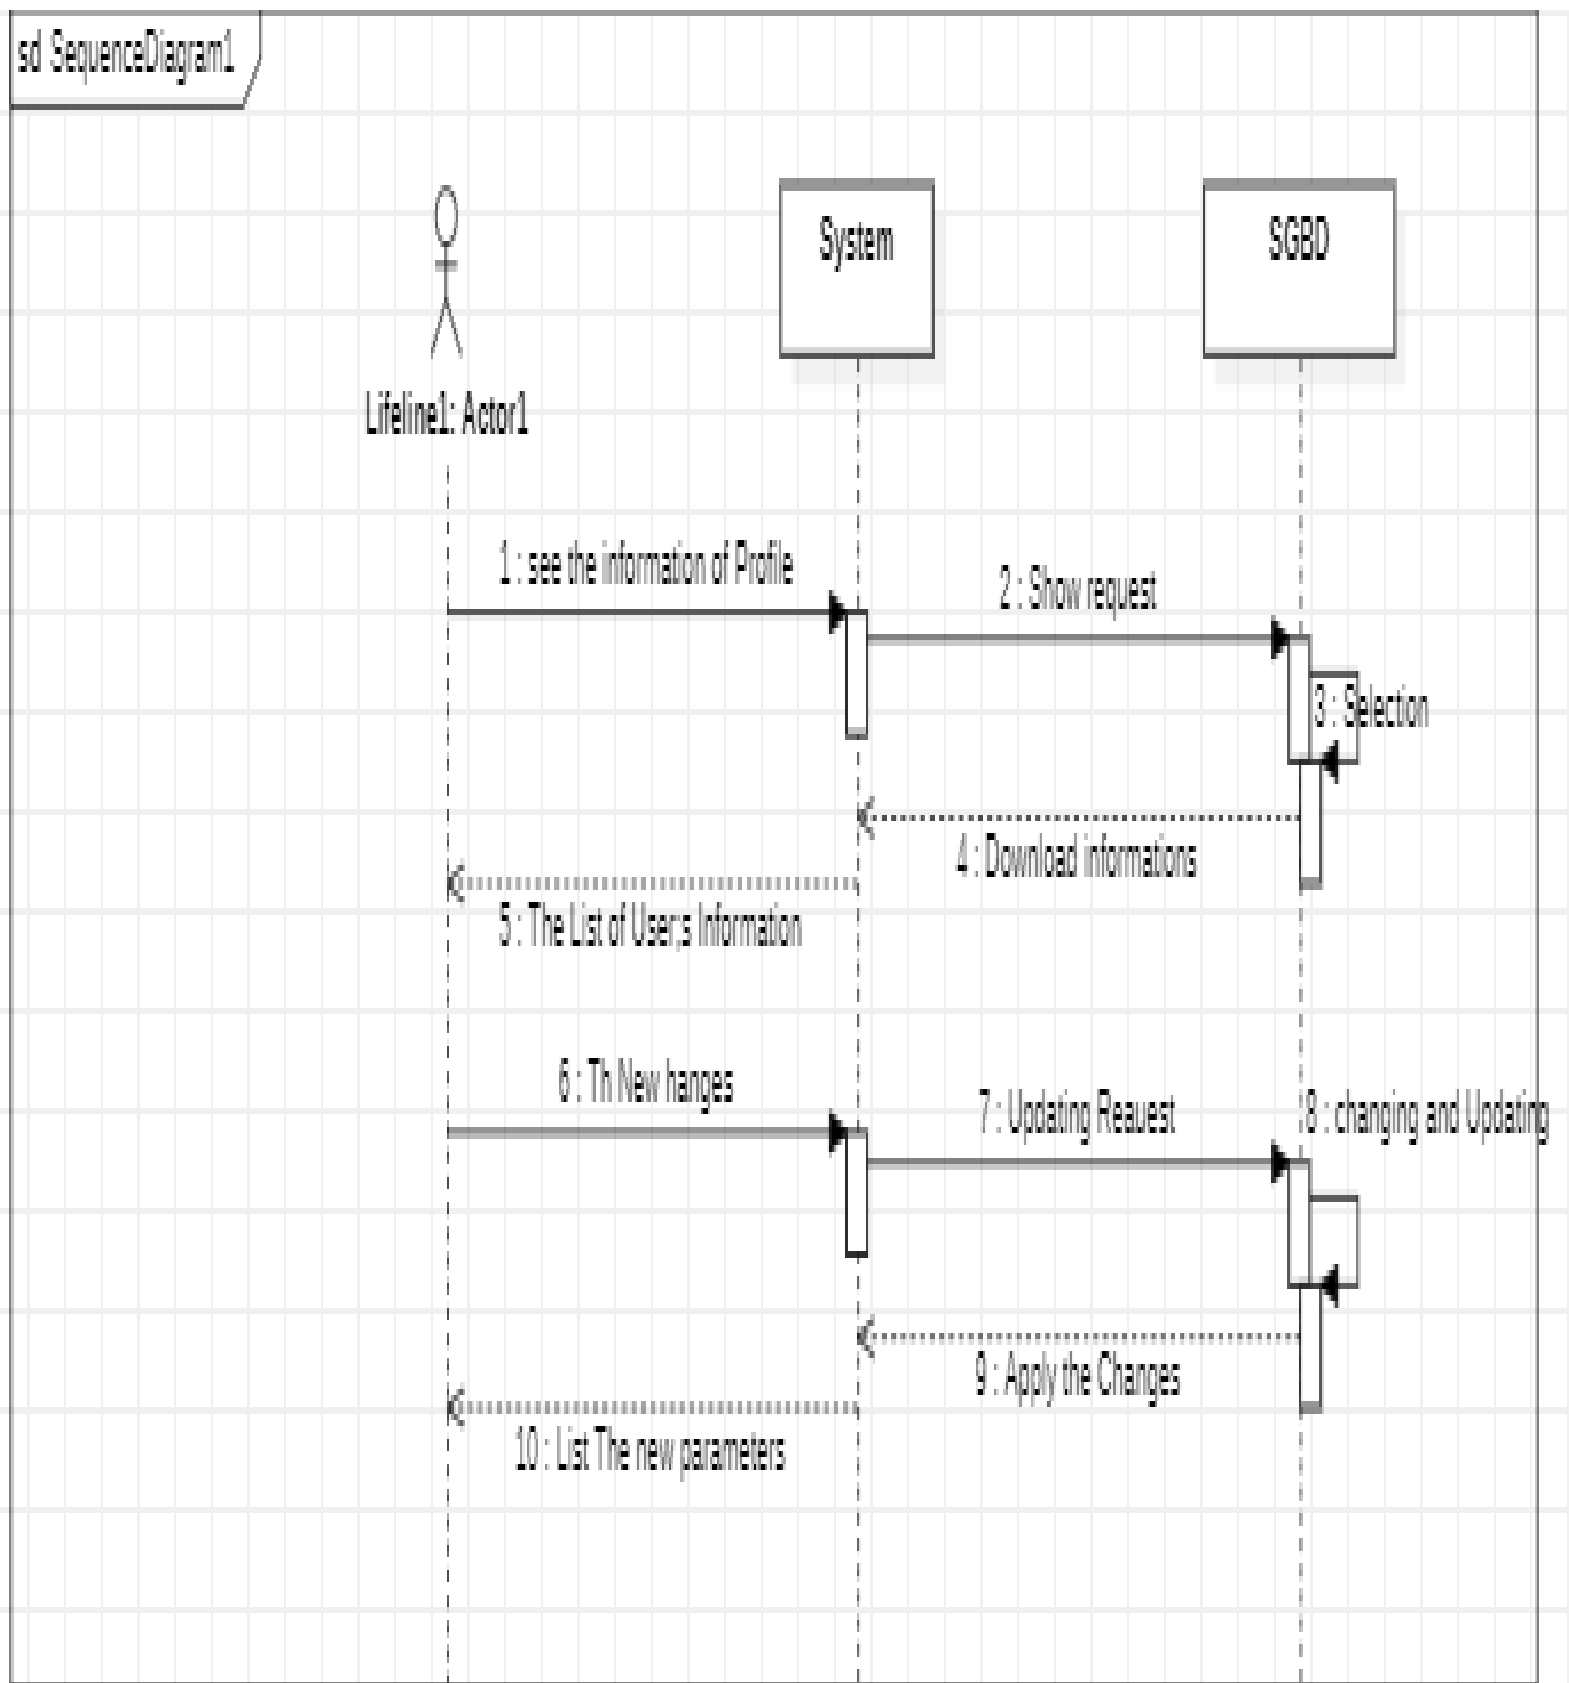 sd SequenceDiagram1
System
SGBD
Lifeline1: Actor1
1 : see the information of Profile
2 : Show request
3 : Selection
4 : Download informations
5 : The List of User;s Information
6 : Th New hanges
7 : Updating Reauest
8 : changing and Updating
9 : Apply the Changes
10 : List The new parameters